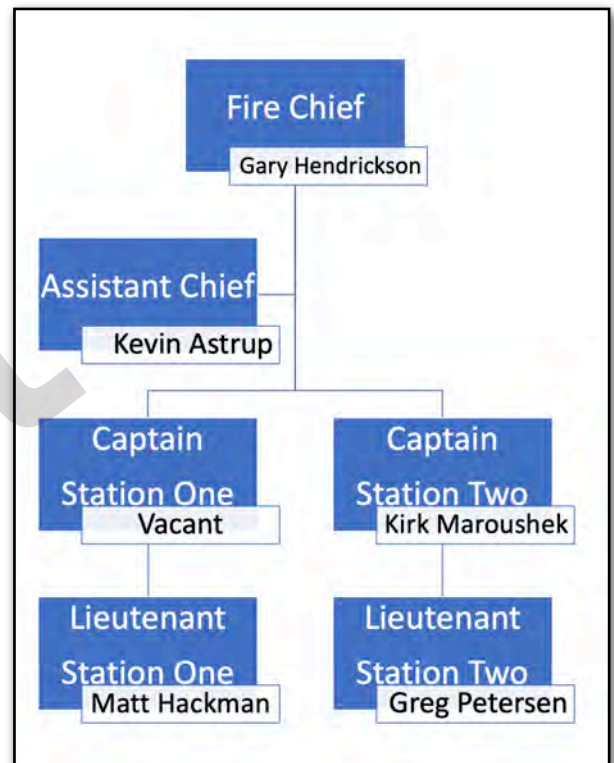 Fire Chief
Gary Hendrickson
Assistant Chief
Kevin Astrup
Captain
Station One
Vacant
Captain
Station Two
Kirk Maroushek
Lieutenant
Station One
Matt Hackman
Lieutenant
Station Two
Greg Petersen